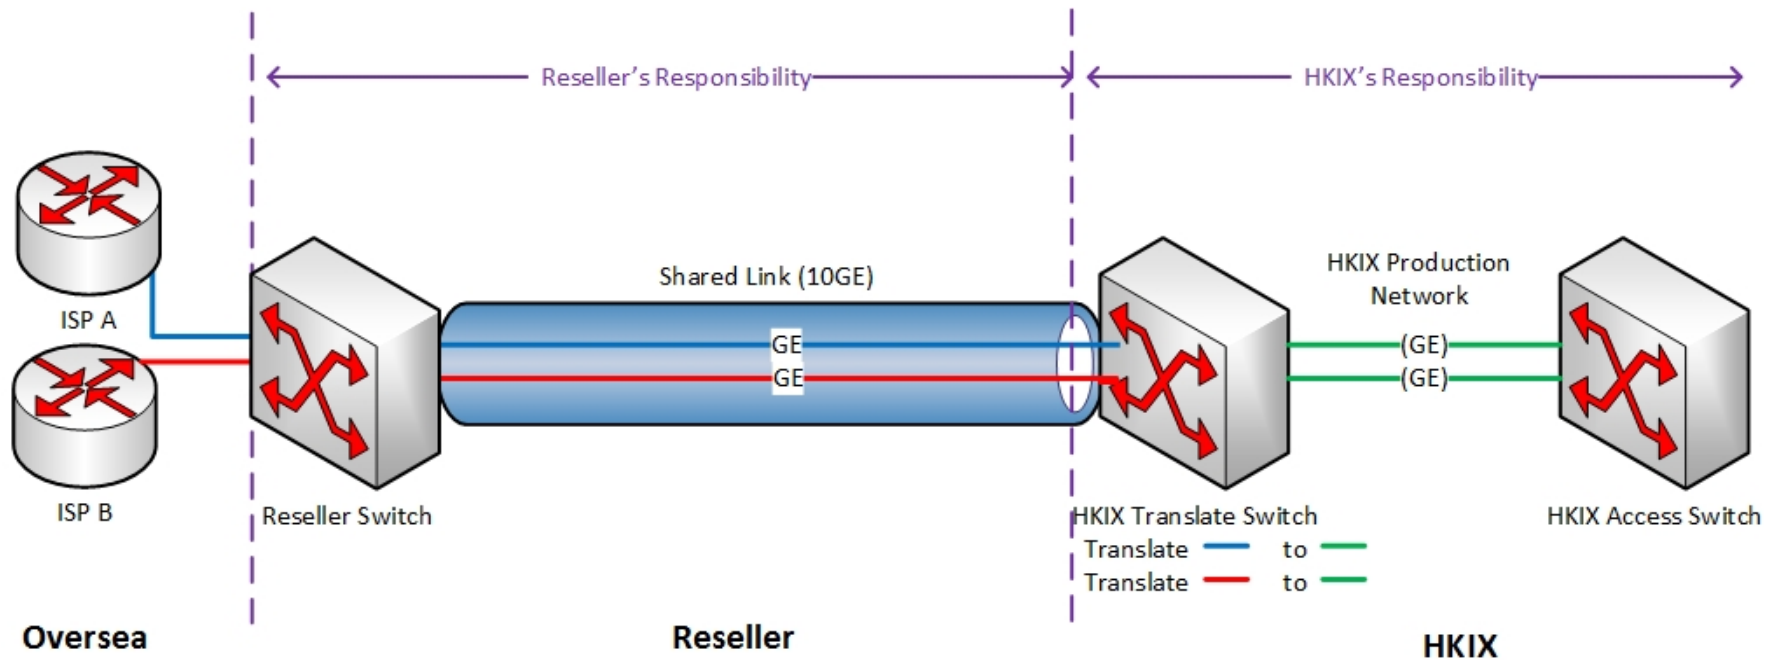 Reseller's Responsibility
HKIX's Responsibility
ISP A
ISP B
Reseller Switch
Shared Link (10GE)
GE
GE
HKIX Production
Network
(GE)
(GE)
HKIX Translate Switch
Translate to
Translate to
HKIX Access Switch
Oversea
Reseller
HKIX